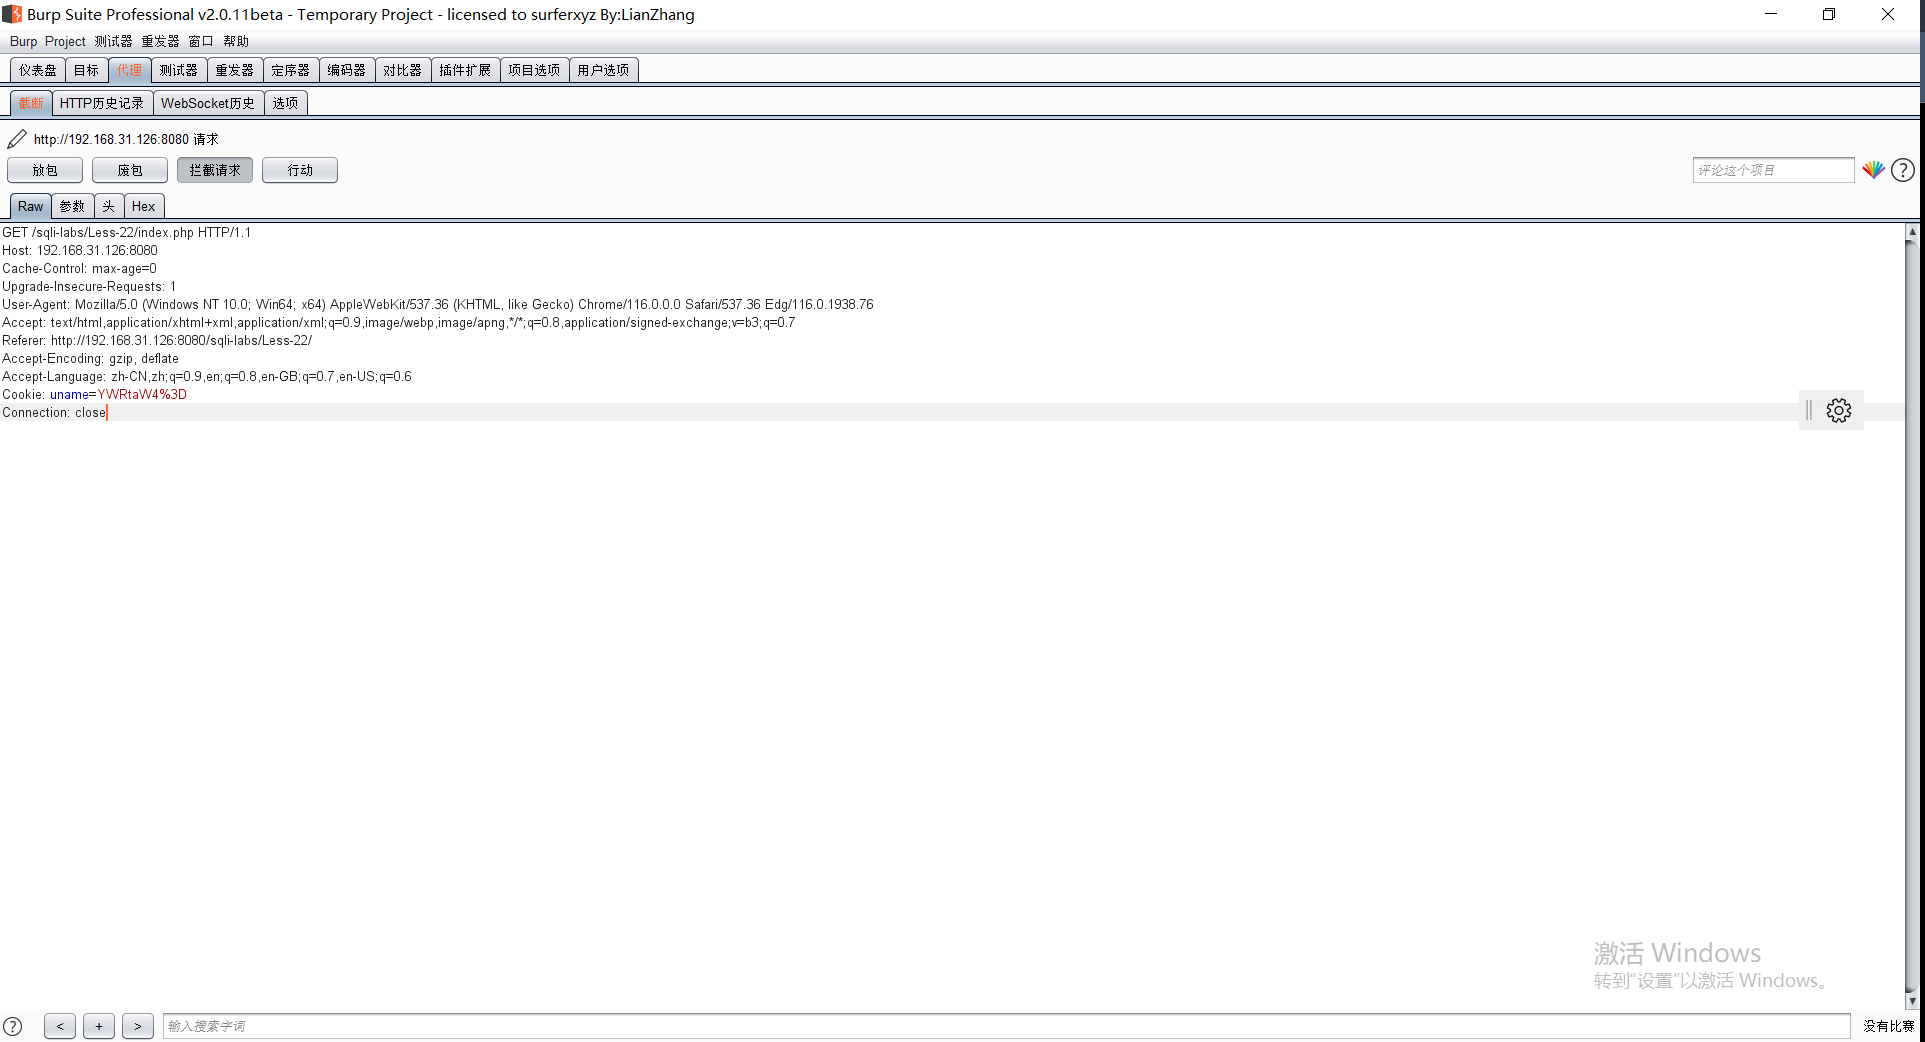 Burp Suite Professional v2.0.11beta - Temporary Project - licensed to surferxyz By:LianZhang
Burp Project 测试器 重发器 窗口 帮助
仪表盘 目标 代理 测试器 重发器 定序器 编码器 对比器 插件扩展 项目选项 用户选项
截断 HTTP历史记录 WebSocket历史 选项
http://192.168.31.126:8080 请求
放包 废包 拦截请求 行动 评论这个项目 ?
Raw 参数 头 Hex
GET /sqli-labs/Less-22/index.php HTTP/1.1
Host: 192.168.31.126:8080
Cache-Control: max-age=0
Upgrade-Insecure-Requests: 1
User-Agent: Mozilla/5.0 (Windows NT 10.0; Win64; x64) AppleWebKit/537.36 (KHTML, like Gecko) Chrome/116.0.0.0 Safari/537.36 Edg/116.0.1938.76
Accept: text/html,application/xhtml+xml,application/xml;q=0.9,image/webp,image/apng,*/*;q=0.8,application/signed-exchange;v=b3;q=0.7
Referer: http://192.168.31.126:8080/sqli-labs/Less-22/
Accept-Encoding: gzip, deflate
Accept-Language: zh-CN,zh;q=0.9,en;q=0.8,en-GB;q=0.7,en-US;q=0.6
Cookie: uname=YWRtaW4%3D
Connection: close
激活 Windows
转到"设置"以激活 Windows。
? < + > 输入搜索字词 没有比赛